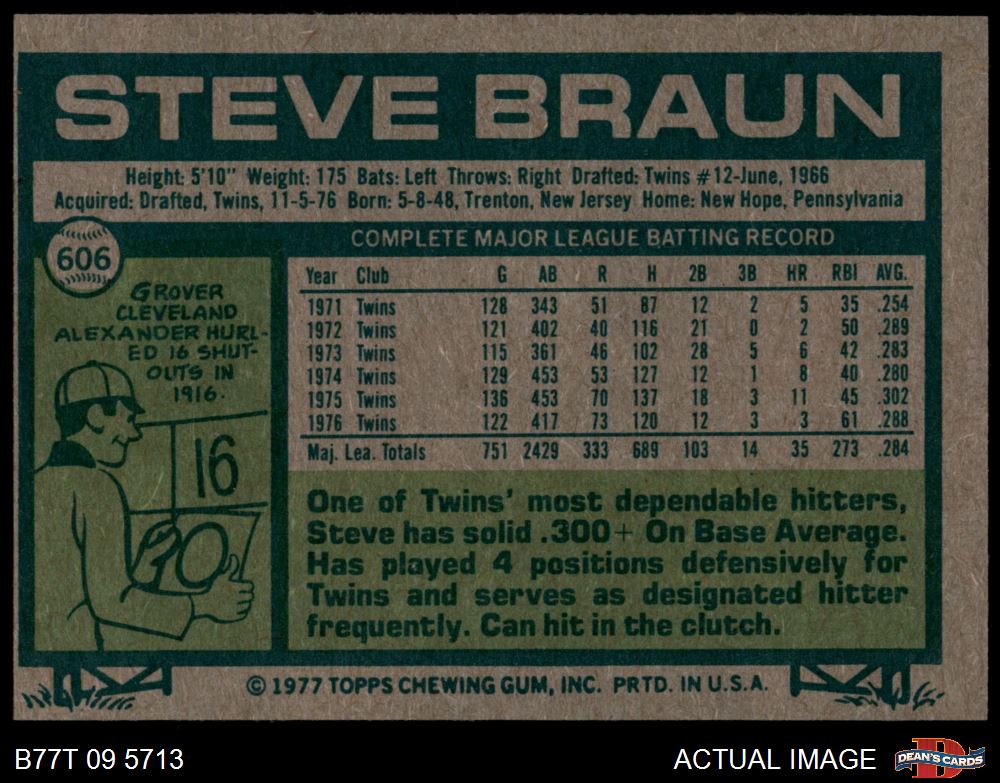 STEVE BRAUN
Height: 5'10" Weight: 175 Bats: Left Throws: Right Drafted: Twins #12-June, 1966
Acquired: Drafted, Twins, 11-5-76 Born: 5-8-48, Trenton, New Jersey Home: New Hope, Pennsylvania
606
GROVER
CLEVELAND
ALEXANDER HURL-
ED 16 SHUT-
OUTS IN
1916.
16
0
COMPLETE MAJOR LEAGUE BATTING RECORD
Year Club G AB R H 2B 3B HR RBI AVG.
1971 Twins 128 343 51 87 12 2 5 35 .254
1972 Twins 121 402 40 116 21 0 2 50 .289
1973 Twins 115 361 46 102 28 5 6 42 .283
1974 Twins 129 453 53 127 12 1 8 40 .280
1975 Twins 136 453 70 137 18 3 11 45 .302
1976 Twins 122 417 73 120 12 3 3 61 .288
Maj. Lea. Totals 751 2429 333 689 103 14 35 273 .284
One of Twins' most dependable hitters,
Steve has solid .300+ On Base Average.
Has played 4 positions defensively for
Twins and serves as designated hitter
frequently. Can hit in the clutch.
© 1977 TOPPS CHEWING GUM, INC. PRTD. IN U.S.A.
B77T 09 5713
ACTUAL IMAGE
D
DEAN'S CARDS